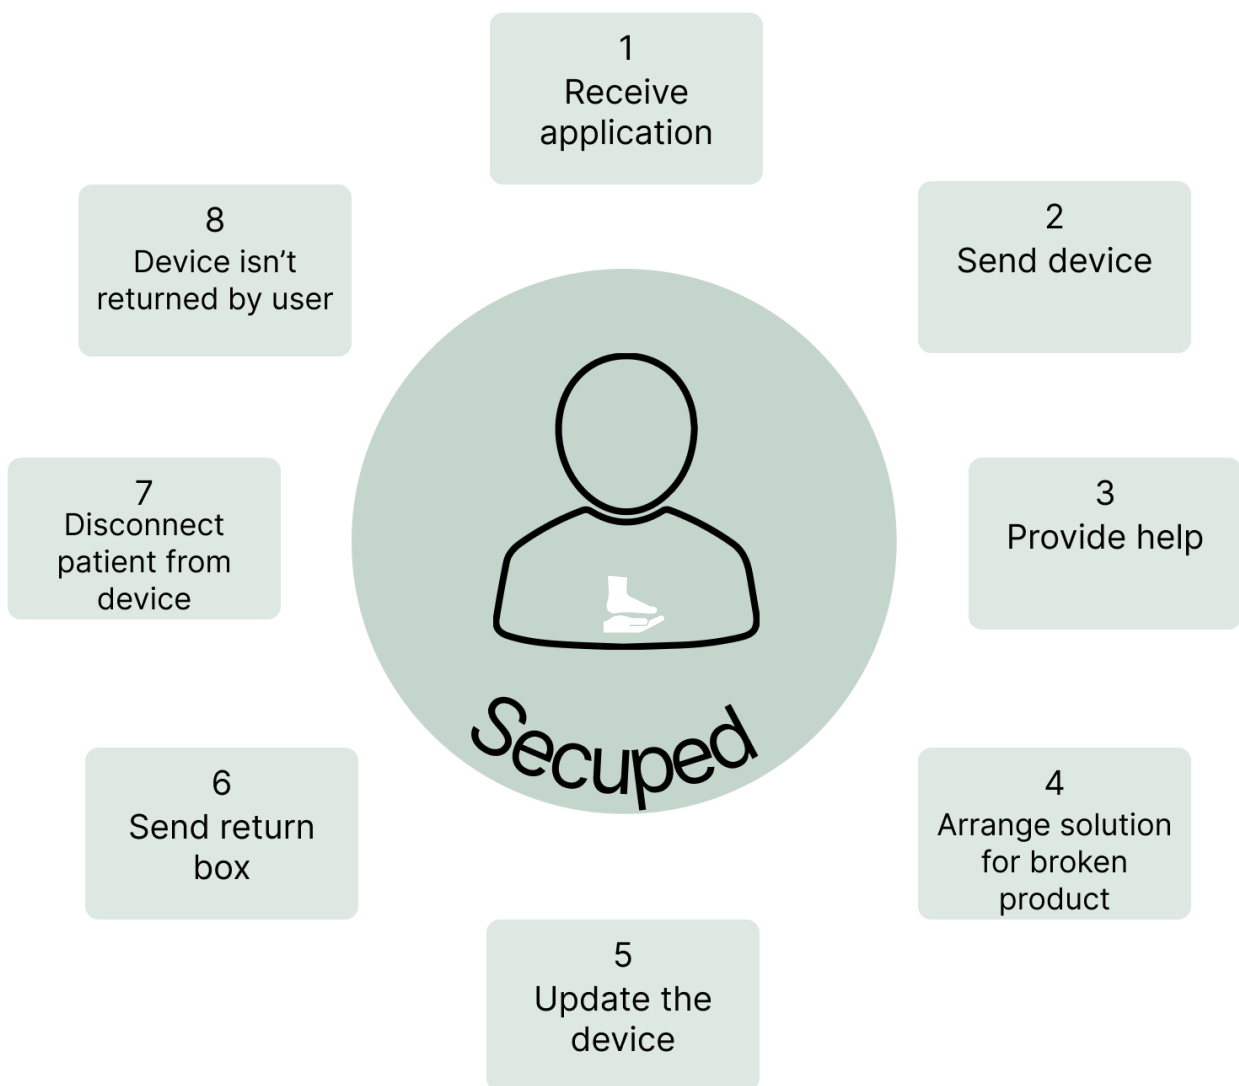 1
Receive
application
2
Send device
3
Provide help
4
Arrange solution
for broken
product
5
Update the
device
6
Send return
box
7
Disconnect
patient from
device
8
Device isn’t
returned by user
Secuped